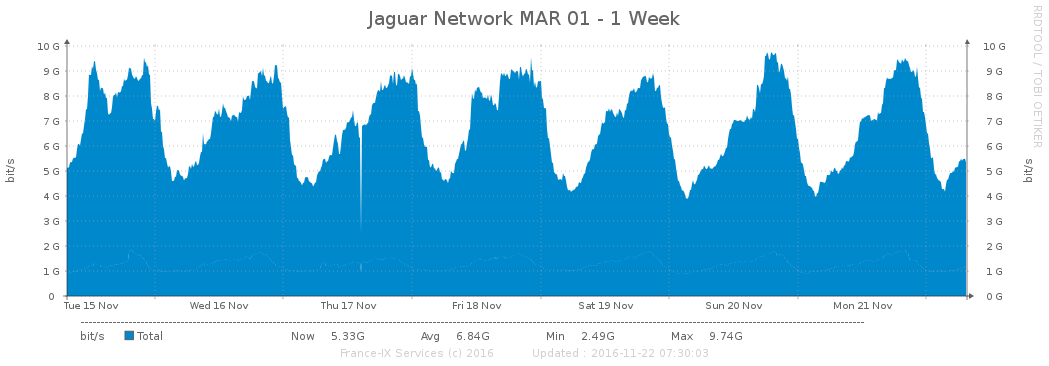 Jaguar Network MAR 01 - 1 Week
RRDTOOL / TOBI OETIKER
bit/s
10 G 10 G
9 G 9 G
8 G 8 G
7 G 7 G
6 G 6 G
5 G 5 G
4 G 4 G
3 G 3 G
2 G 2 G
1 G 1 G
0 0 G
bit/s
Tue 15 Nov Wed 16 Nov Thu 17 Nov Fri 18 Nov Sat 19 Nov Sun 20 Nov Mon 21 Nov
bit/s Total Now 5.33G Avg 6.84G Min 2.49G Max 9.74G
France-IX Services (c) 2016 Updated : 2016-11-22 07:30:03